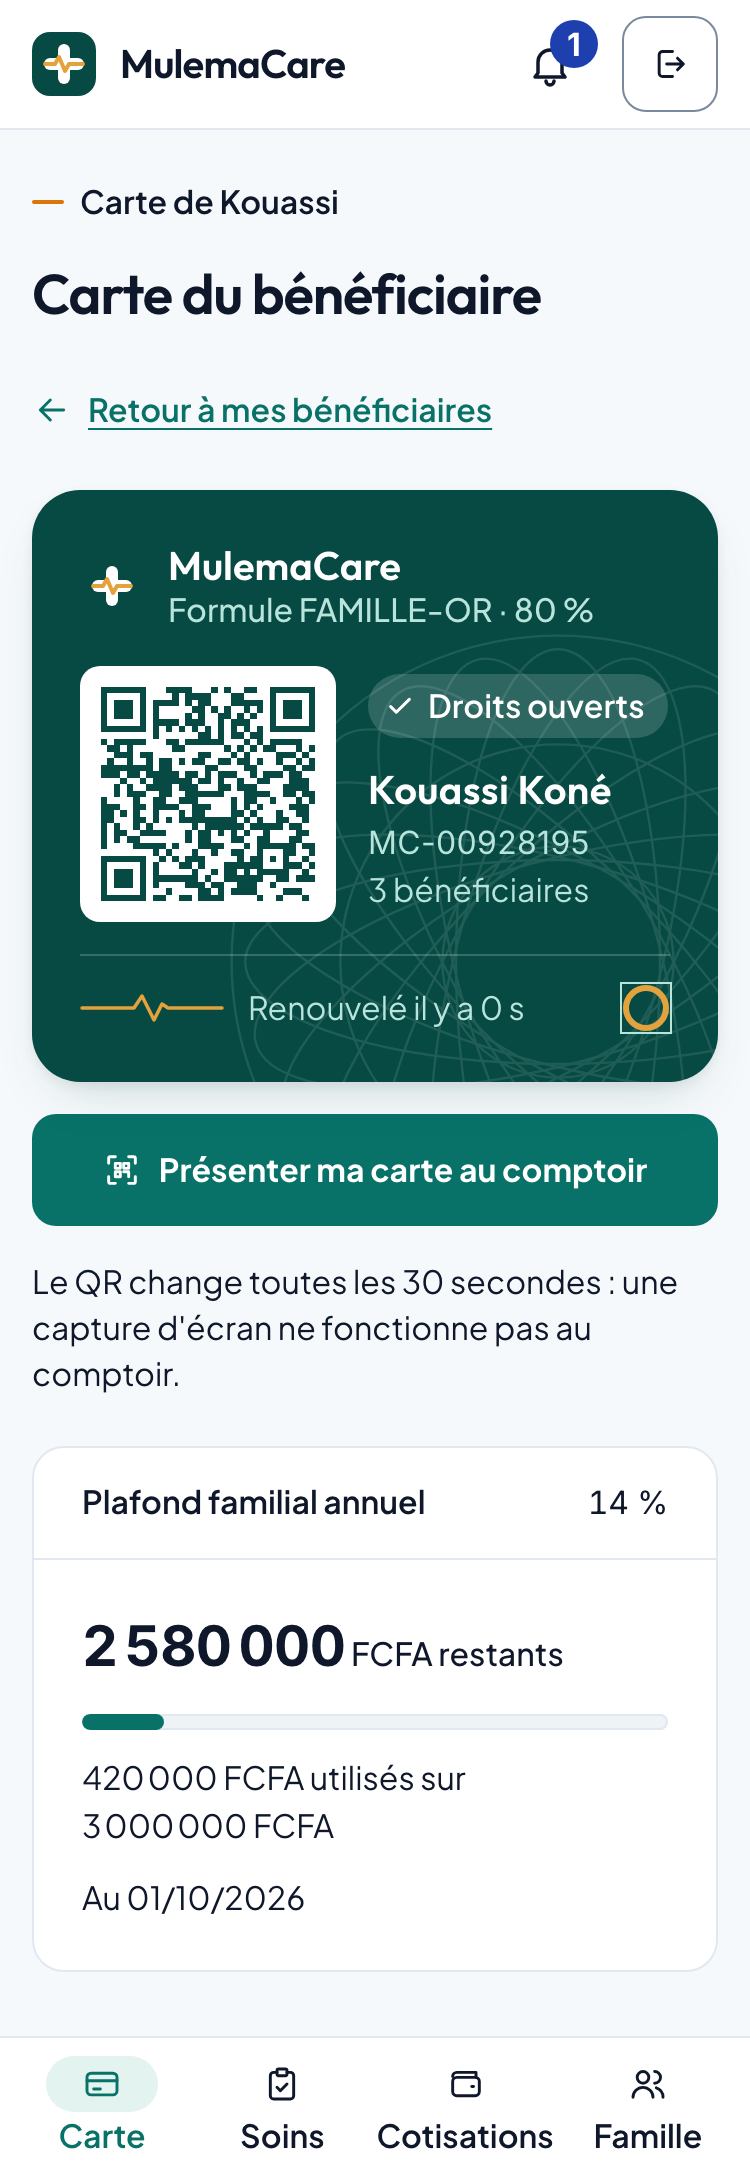 MulemaCare
1
Carte de Kouassi
Carte du bénéficiaire
Retour à mes bénéficiaires
MulemaCare
Formule FAMILLE-OR · 80 %
Droits ouverts
Kouassi Koné
MC-00928195
3 bénéficiaires
Renouvelé il y a 0 s
Présenter ma carte au comptoir
Le QR change toutes les 30 secondes : une
capture d'écran ne fonctionne pas au
comptoir.
Plafond familial annuel
14 %
2 580 000 FCFA restants
420 000 FCFA utilisés sur
3 000 000 FCFA
Au 01/10/2026
Carte
Soins
Cotisations
Famille